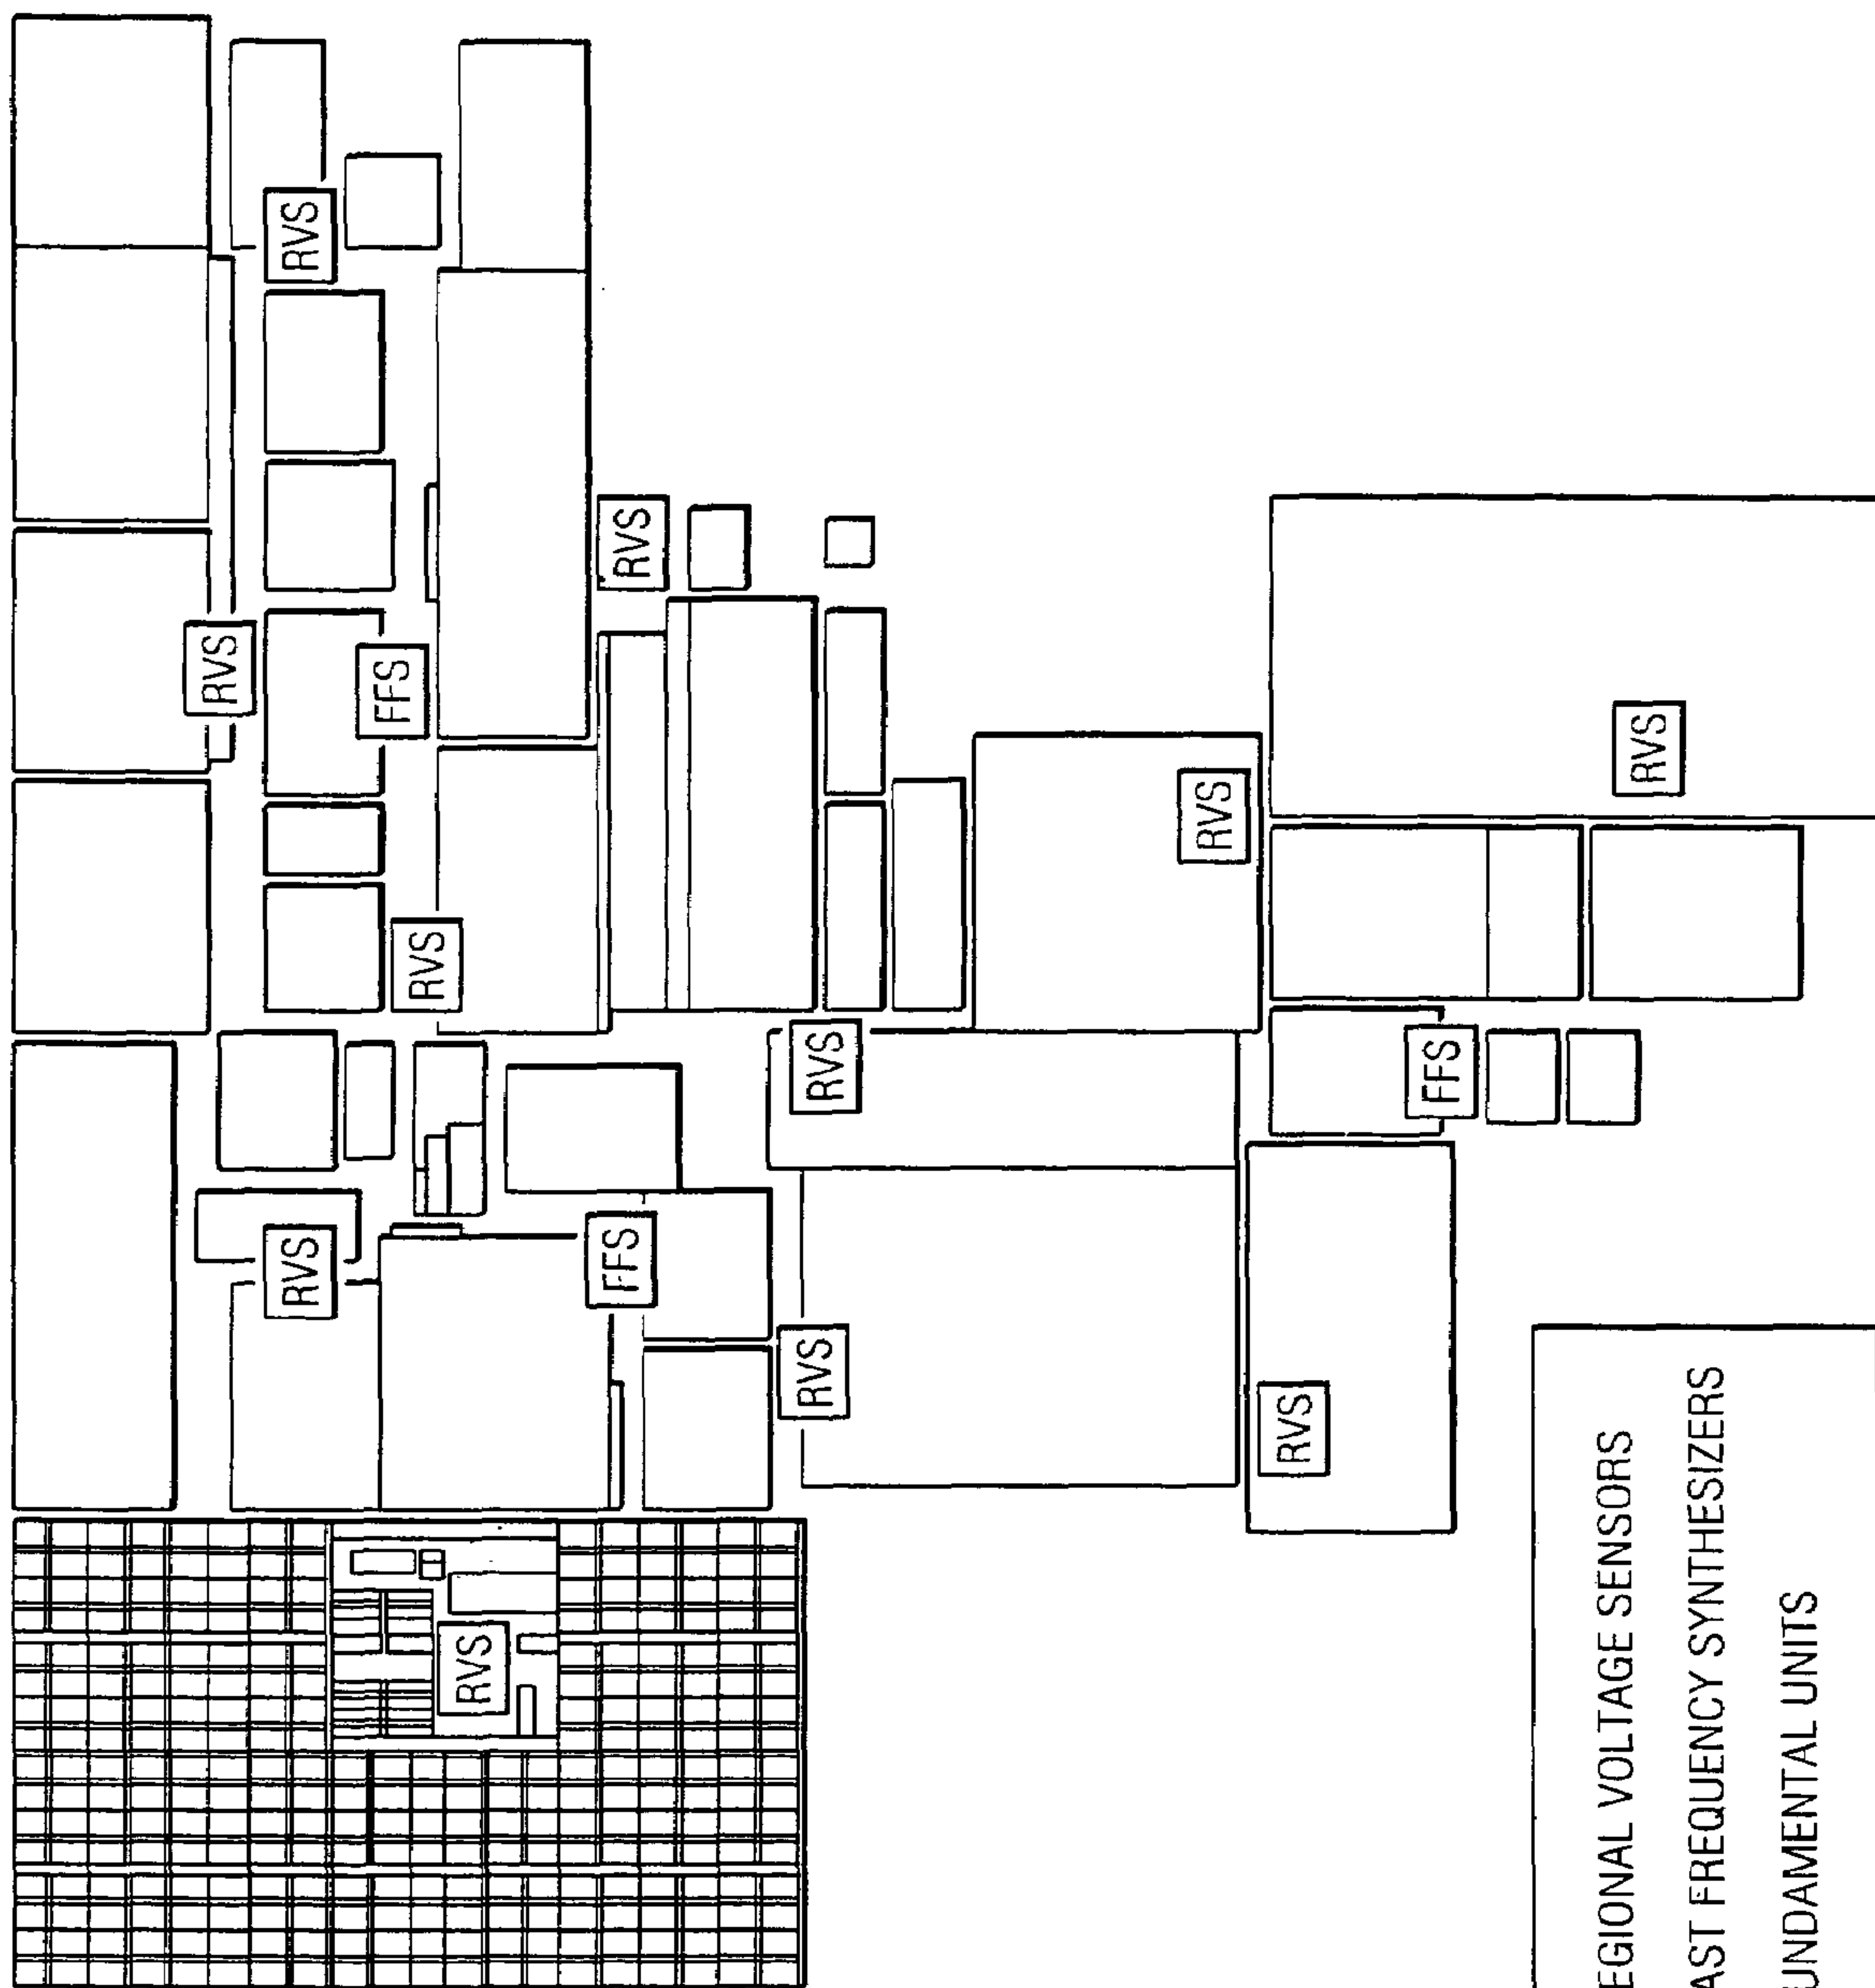 RVS
RVS
RVS
FFS
RVS
RVS
FFS
RVS
RVS
RVS
RVS
RVS
FFS
RVS
EGIONAL VOLTAGE SENSORS
AST FREQUENCY SYNTHESIZERS
UNDAMENTAL UNITS